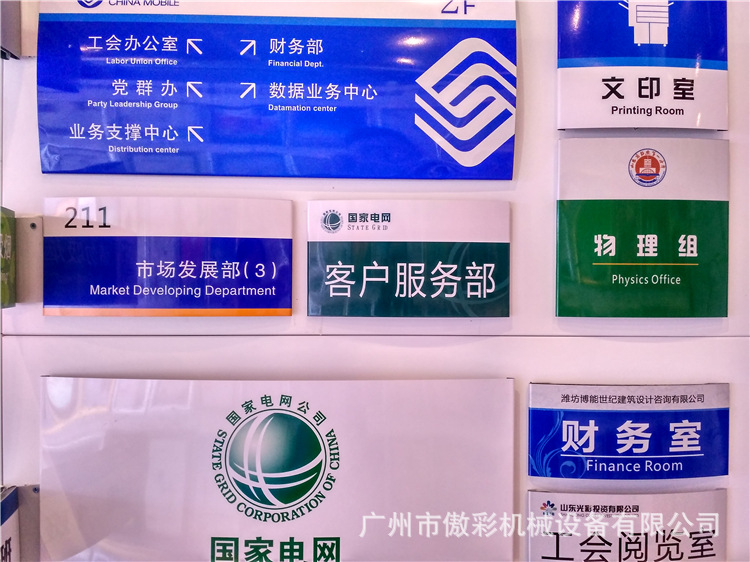 CHINA MOBILE
2F
工会办公室
Labor Union Office
财务部
Financial Dept.
党群办
Party Leadership Group
数据业务中心
Datamation center
业务支撑中心
Distribution center
文印室
Printing Room
211
市场发展部(3)
Market Developing Department
国家电网
STATE GRID
客户服务部
物理组
Physics Office
国家电网公司
STATE GRID CORPORATION OF CHINA
国家电网
潍坊博能世纪建筑设计咨询有限公司
财务室
Finance Room
山东光彩投资有限公司
工会阅览室
广州市傲彩机械设备有限公司